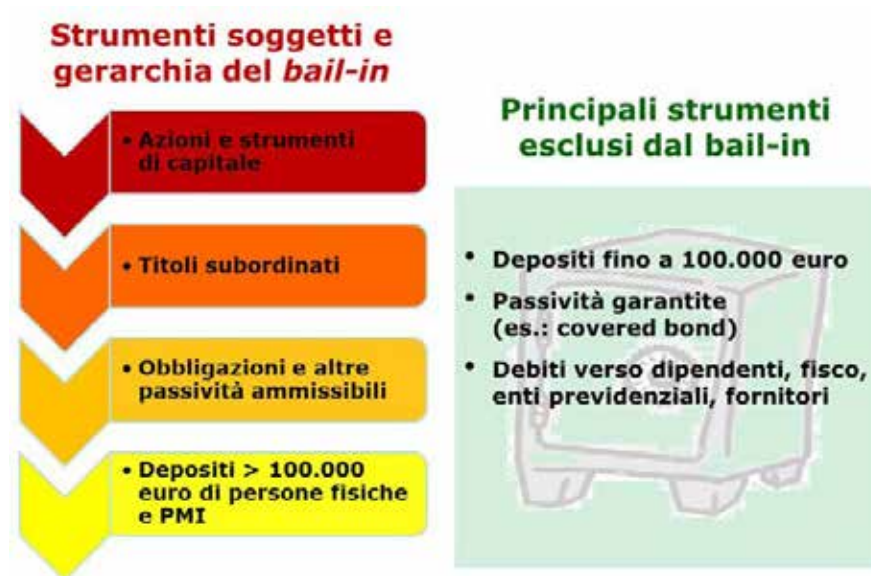 Strumenti soggetti e
gerarchia del bail-in
• Azioni e strumenti
di capitale
• Titoli subordinati
• Obbligazioni e altre
passività ammissibili
• Depositi > 100.000
euro di persone fisiche
e PMI
Principali strumenti
esclusi dal bail-in
• Depositi fino a 100.000 euro
• Passività garantite
(es.: covered bond)
• Debiti verso dipendenti, fisco,
enti previdenziali, fornitori